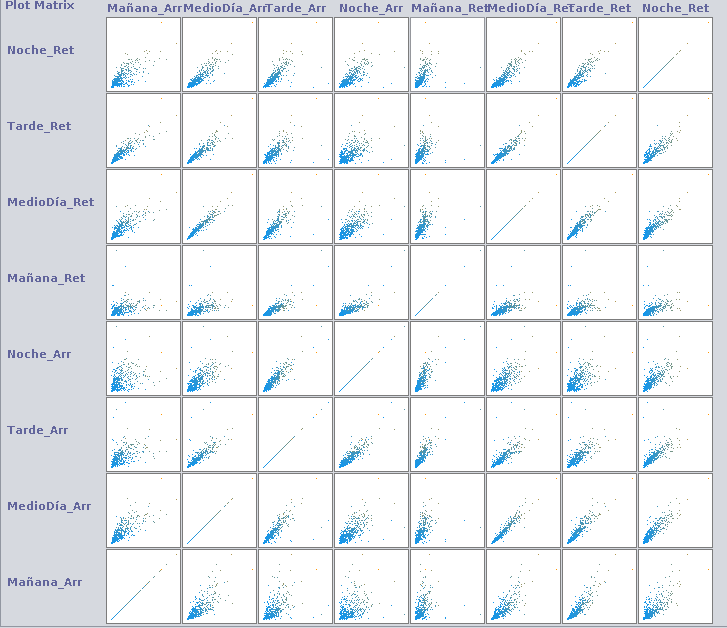 Plot Matrix Mañana_Arr MedioDía_Arr Tarde_Arr Noche_Arr Mañana_Ret MedioDía_Ret Tarde_Ret Noche_Ret
Noche_Ret
Tarde_Ret
MedioDía_Ret
Mañana_Ret
Noche_Arr
Tarde_Arr
MedioDía_Arr
Mañana_Arr